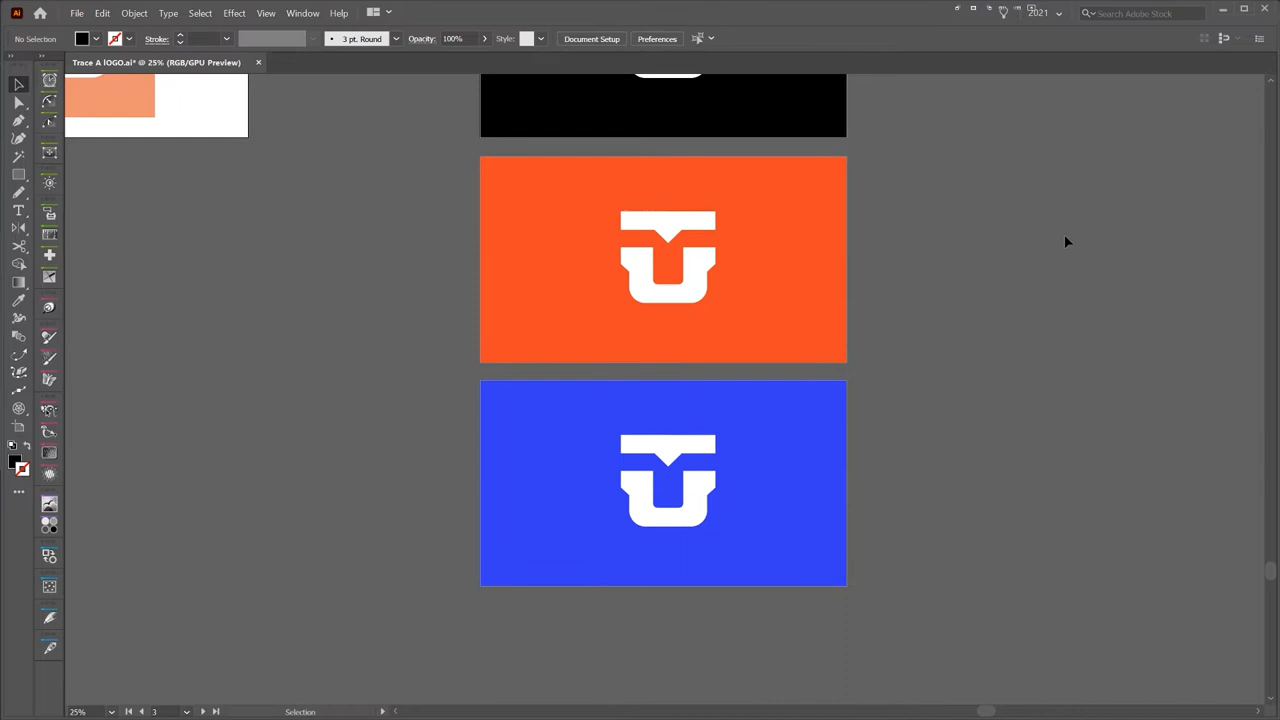 Ai File Edit Object Type Select Effect View Window Help 2021 Search Adobe Stock
No Selection Stroke: 3 pt. Round Opacity: 100% Style: Document Setup Preferences
Trace A lOGO.ai* @ 25% (RGB/GPU Preview)
25% 3 Selection